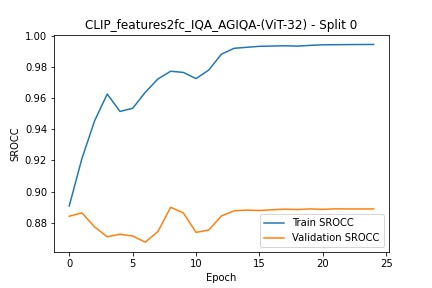 CLIP_features2fc_IQA_AGIQA-(ViT-32) - Split 0
1.00
0.98
0.96
0.94
0.92
0.90
0.88
SROCC
Train SROCC
Validation SROCC
0 5 10 15 20 25
Epoch